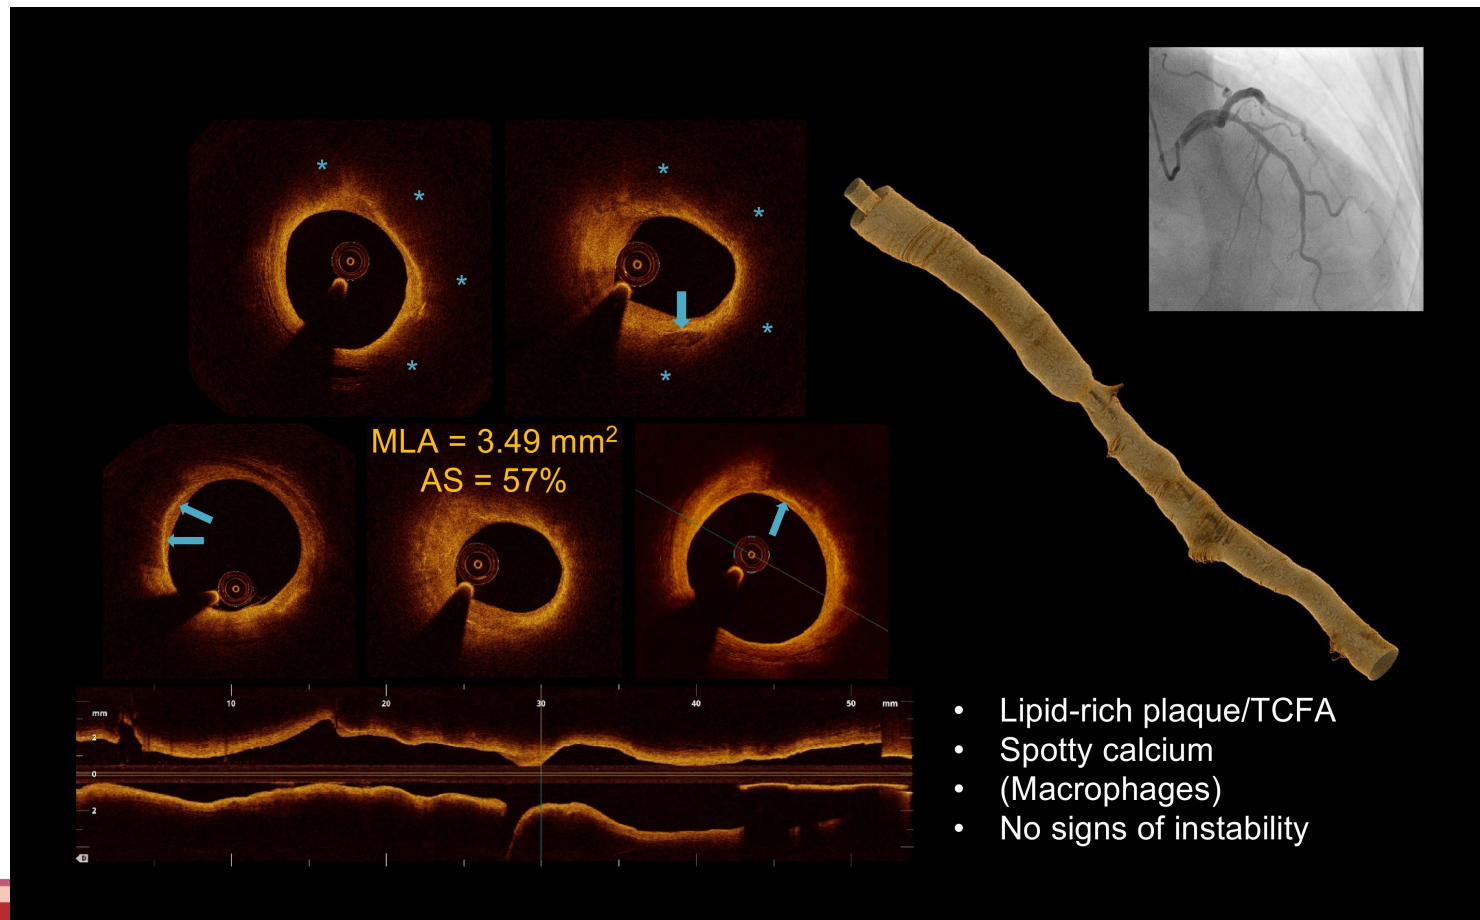 *
*
*
*
*
*
*
*
MLA = 3.49 mm²
AS = 57%
10 20 30 40 50 mm
mm
2
0
2
• Lipid-rich plaque/TCFA
• Spotty calcium
• (Macrophages)
• No signs of instability